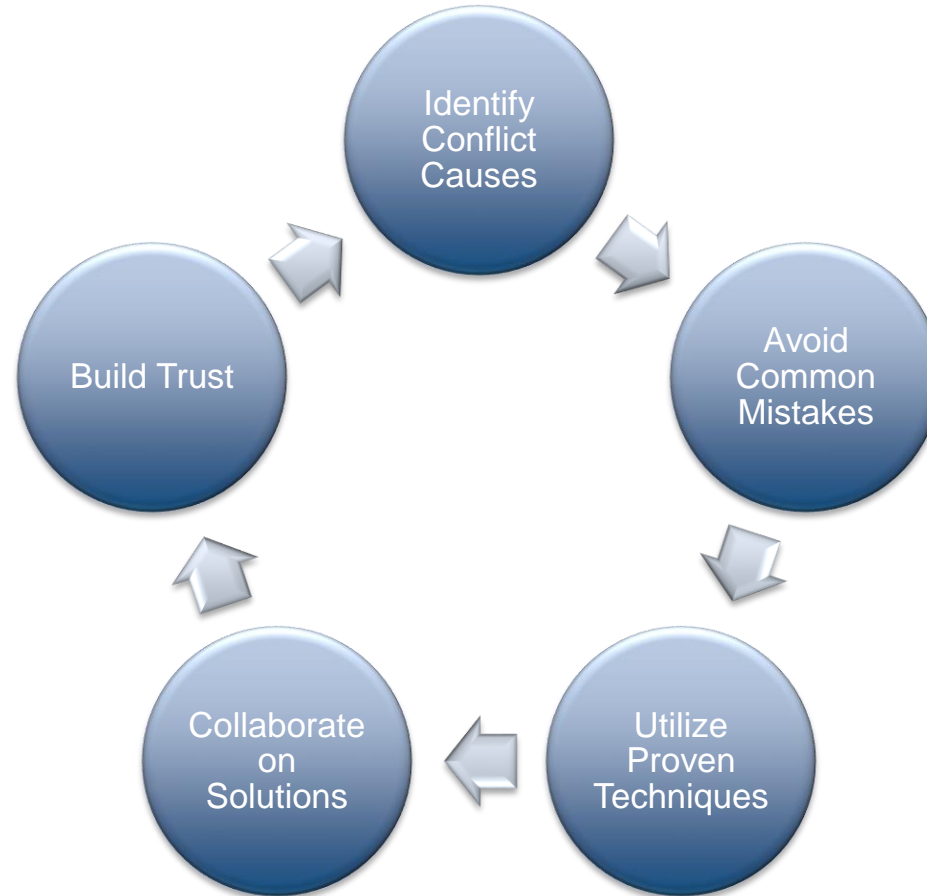 Identify
Conflict
Causes
Avoid
Common
Mistakes
Utilize
Proven
Techniques
Collaborate
on
Solutions
Build Trust